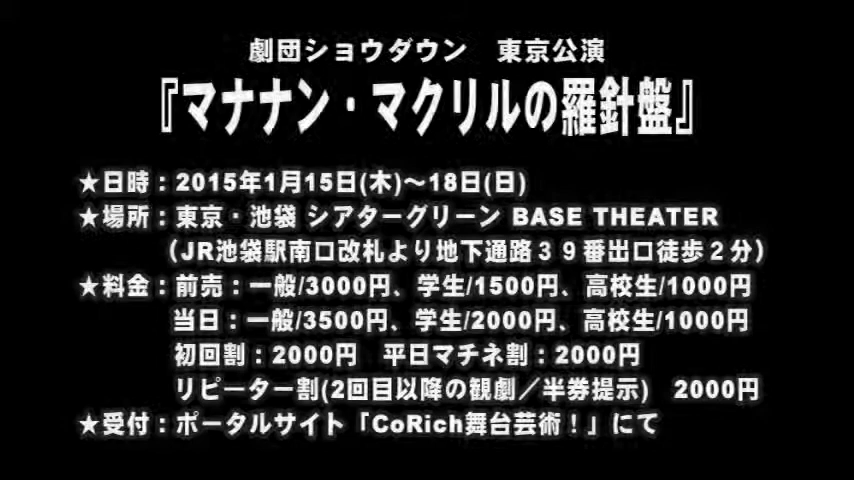 劇団ショウダウン　東京公演
『マナナン・マクリルの羅針盤』
★日時：2015年1月15日(木)～18日(日)
★場所：東京・池袋 シアターグリーン BASE THEATER
（JR池袋駅南口改札より地下通路３９番出口徒歩２分）
★料金：前売：一般/3000円、学生/1500円、高校生/1000円
当日：一般/3500円、学生/2000円、高校生/1000円
初回割：2000円　平日マチネ割：2000円
リピーター割(2回目以降の観劇／半券提示)　2000円
★受付：ポータルサイト「CoRich舞台芸術！」にて